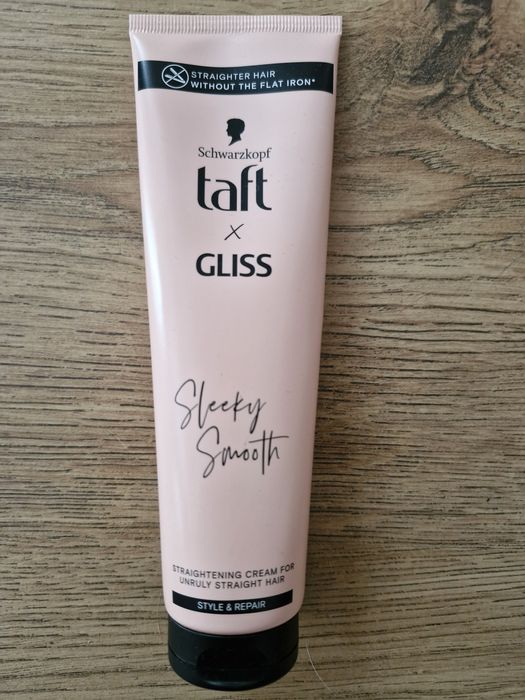 STRAIGHTER HAIR
WITHOUT THE FLAT IRON*
Schwarzkopf
taft
x
GLISS
Sleeky
Smooth
STRAIGHTENING CREAM FOR
UNRULY STRAIGHT HAIR
STYLE & REPAIR